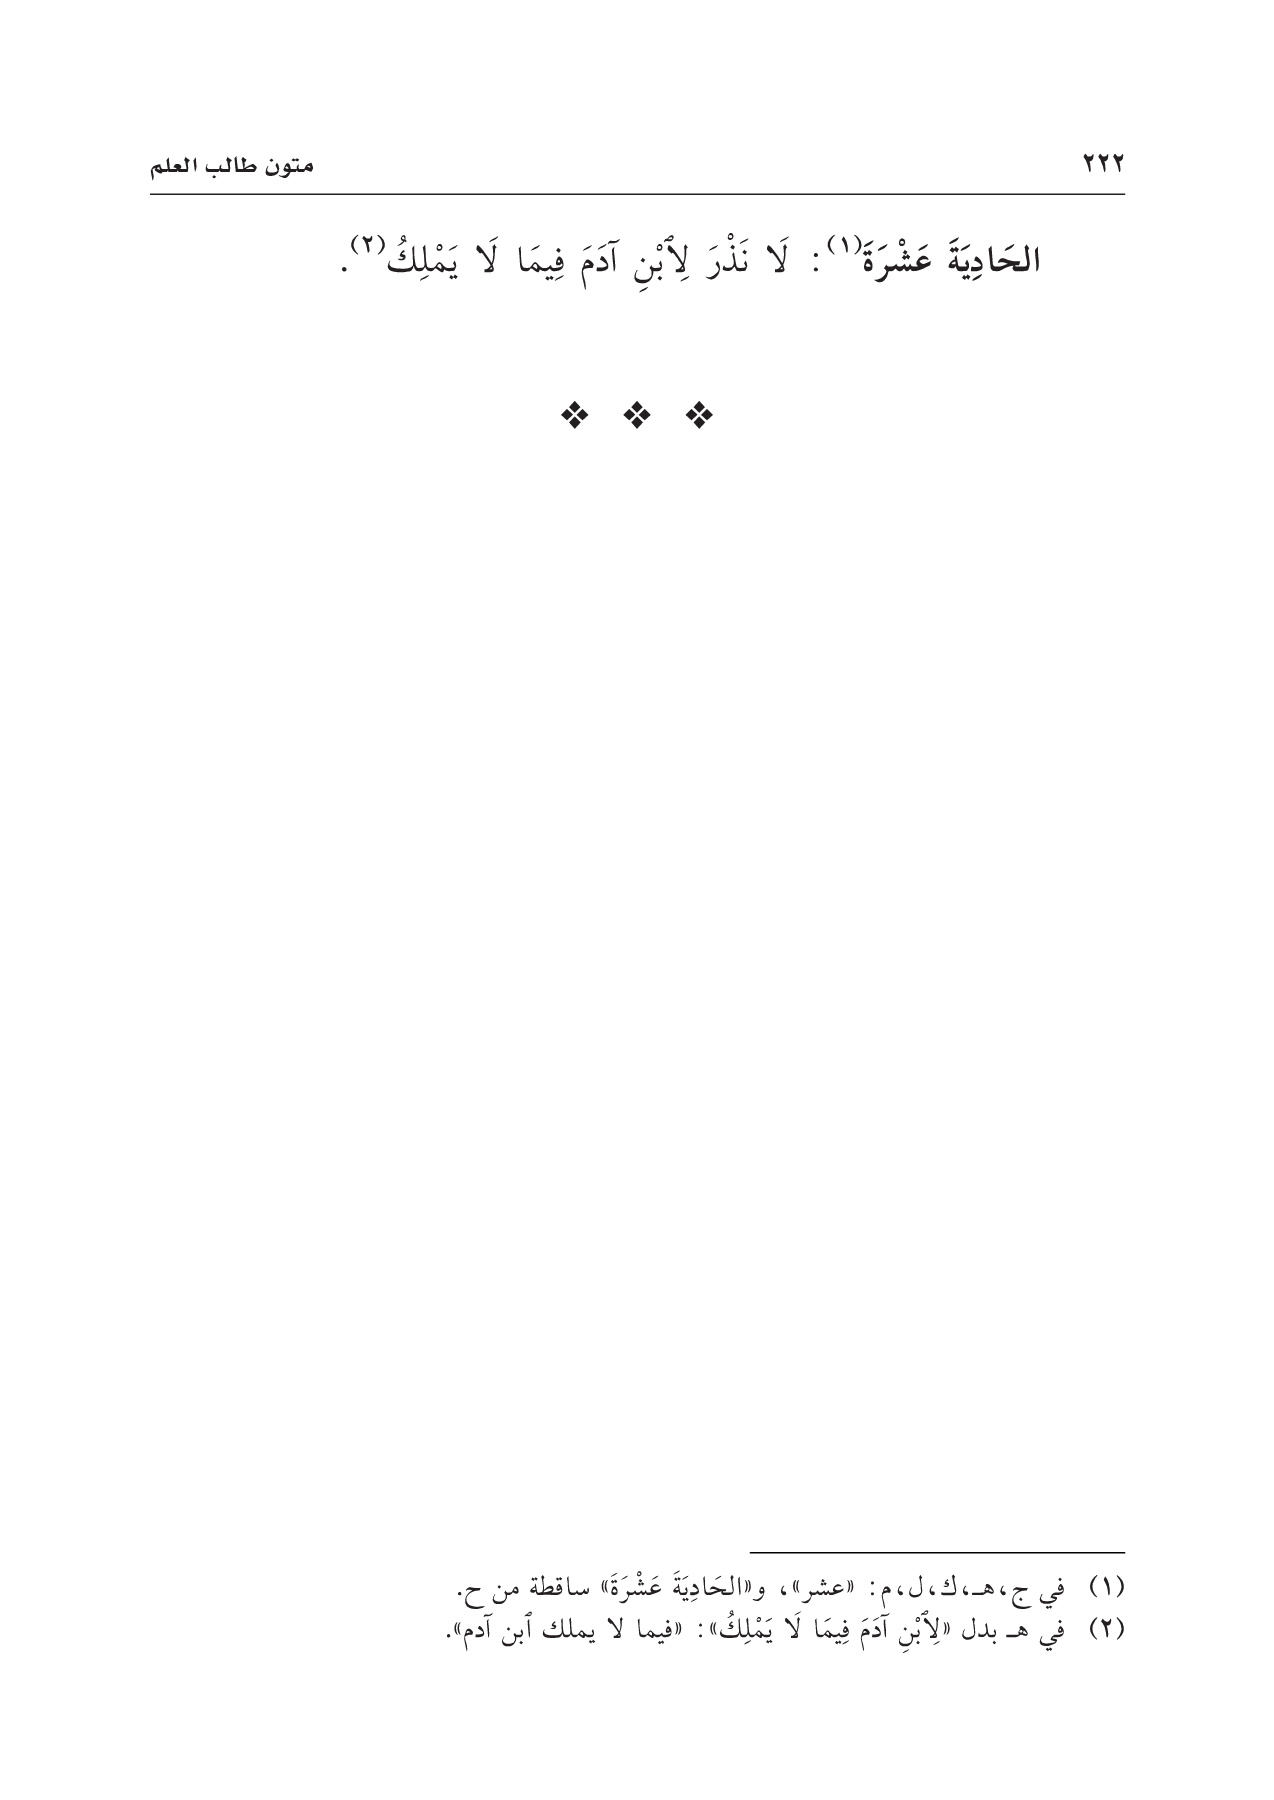 ٢٢٢ متون طالب العلم
الحَادِيَةَ عَشْرَةَ(١): لَا نَذْرَ لِٱبْنِ آدَمَ فِيمَا لَا يَمْلِكُ(٢).
❖ ❖ ❖
(١) في ج،هـ،ك،ل،م: «عشر»، و«الحَادِيَةَ عَشْرَةَ» ساقطة من ح.
(٢) في هـ بدل «لِٱبْنِ آدَمَ فِيمَا لَا يَمْلِكُ»: «فيما لا يملك ٱبن آدم».